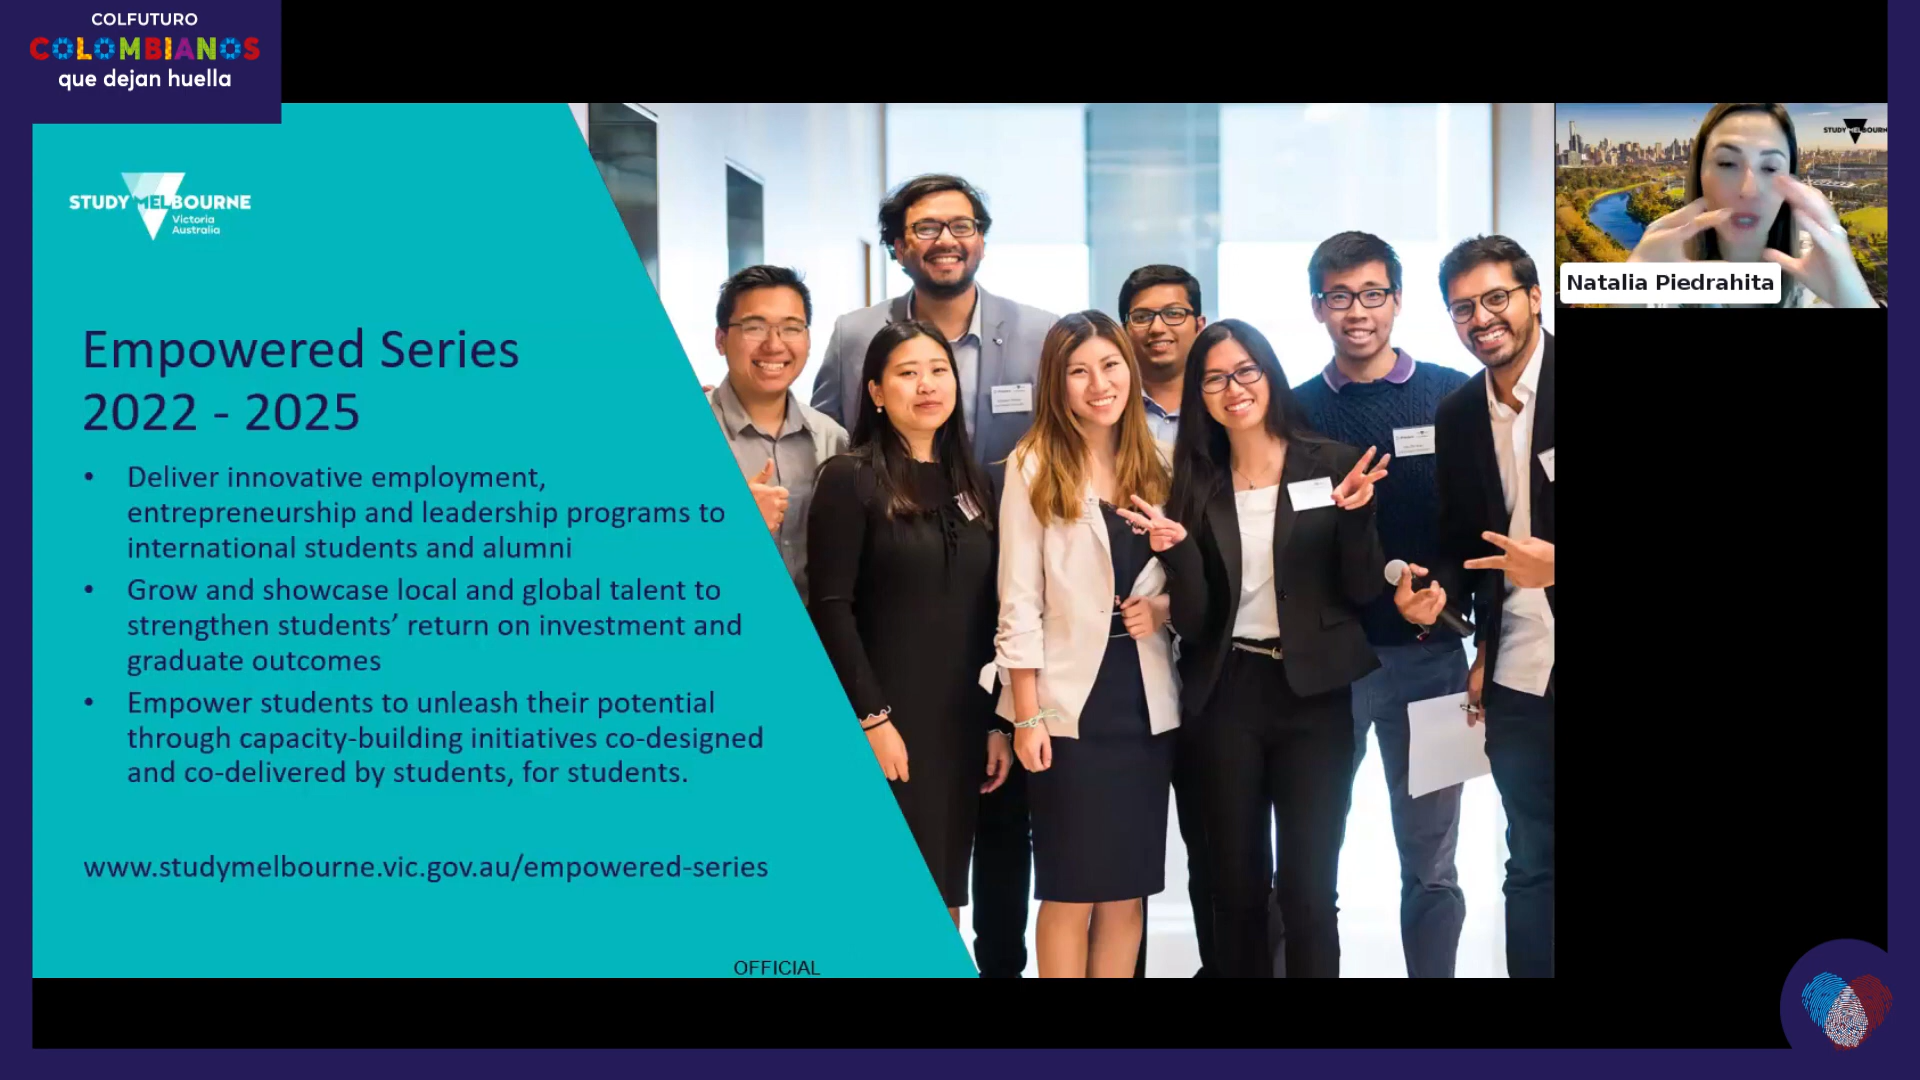 COLFUTURO
COLOMBIANOS
que dejan huella
STUDY MELBOURNE
Victoria
Australia
Empowered Series
2022 - 2025
• Deliver innovative employment,
entrepreneurship and leadership programs to
international students and alumni
• Grow and showcase local and global talent to
strengthen students’ return on investment and
graduate outcomes
• Empower students to unleash their potential
through capacity-building initiatives co-designed
and co-delivered by students, for students.
www.studymelbourne.vic.gov.au/empowered-series
OFFICIAL
STUDY MELBOURNE
Natalia Piedrahita